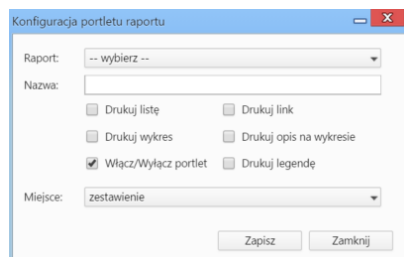 Konfiguracja portletu raportu
Raport: -- wybierz --
Nazwa:
Drukuj listę Drukuj link
Drukuj wykres Drukuj opis na wykresie
Włącz/Wyłącz portlet Drukuj legendę
Miejsce: zestawienie
Zapisz Zamknij